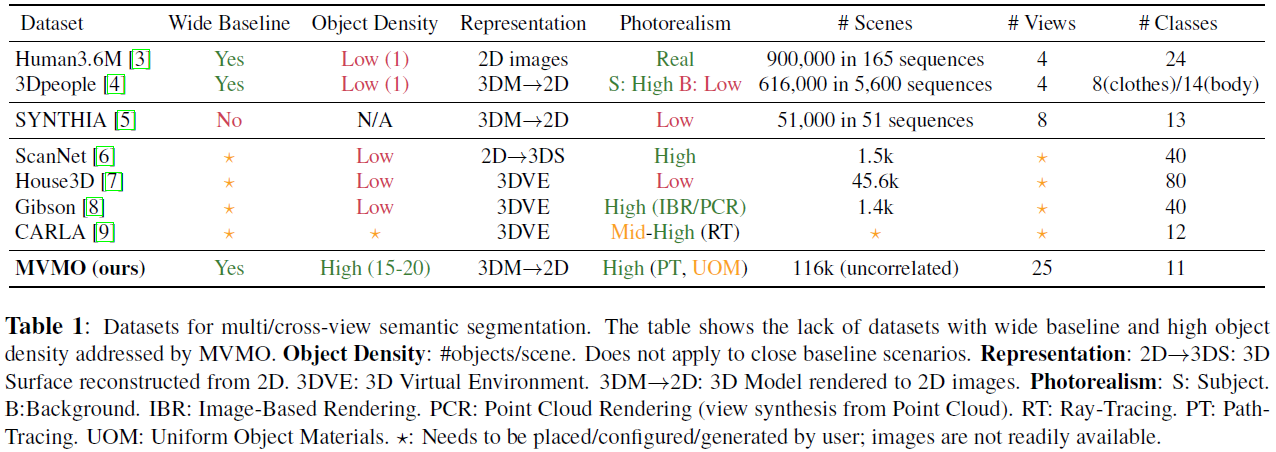 Dataset Wide Baseline Object Density Representation Photorealism # Scenes # Views # Classes
Human3.6M [3] Yes Low (1) 2D images Real 900,000 in 165 sequences 4 24
3Dpeople [4] Yes Low (1) 3DM→2D S: High B: Low 616,000 in 5,600 sequences 4 8(clothes)/14(body)
SYNTHIA [5] No N/A 3DM→2D Low 51,000 in 51 sequences 8 13
ScanNet [6] ⋆ Low 2D→3DS High 1.5k ⋆ 40
House3D [7] ⋆ Low 3DVE Low 45.6k ⋆ 80
Gibson [8] ⋆ Low 3DVE High (IBR/PCR) 1.4k ⋆ 40
CARLA [9] ⋆ ⋆ 3DVE Mid-High (RT) ⋆ ⋆ 12
MVMO (ours) Yes High (15-20) 3DM→2D High (PT, UOM) 116k (uncorrelated) 25 11
Table 1: Datasets for multi/cross-view semantic segmentation. The table shows the lack of datasets with wide baseline and high object
density addressed by MVMO. Object Density: #objects/scene. Does not apply to close baseline scenarios. Representation: 2D→3DS: 3D
Surface reconstructed from 2D. 3DVE: 3D Virtual Environment. 3DM→2D: 3D Model rendered to 2D images. Photorealism: S: Subject.
B:Background. IBR: Image-Based Rendering. PCR: Point Cloud Rendering (view synthesis from Point Cloud). RT: Ray-Tracing. PT: Path-
Tracing. UOM: Uniform Object Materials. ⋆: Needs to be placed/configured/generated by user; images are not readily available.